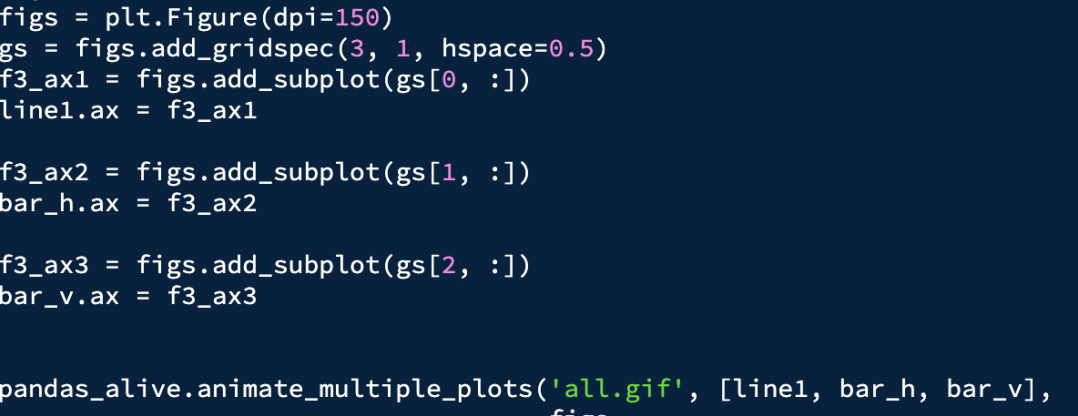 figs = plt.Figure(dpi=150)
gs = figs.add_gridspec(3, 1, hspace=0.5)
f3_ax1 = figs.add_subplot(gs[0, :])
line1.ax = f3_ax1
f3_ax2 = figs.add_subplot(gs[1, :])
bar_h.ax = f3_ax2
f3_ax3 = figs.add_subplot(gs[2, :])
bar_v.ax = f3_ax3
pandas_alive.animate_multiple_plots('all.gif', [line1, bar_h, bar_v],